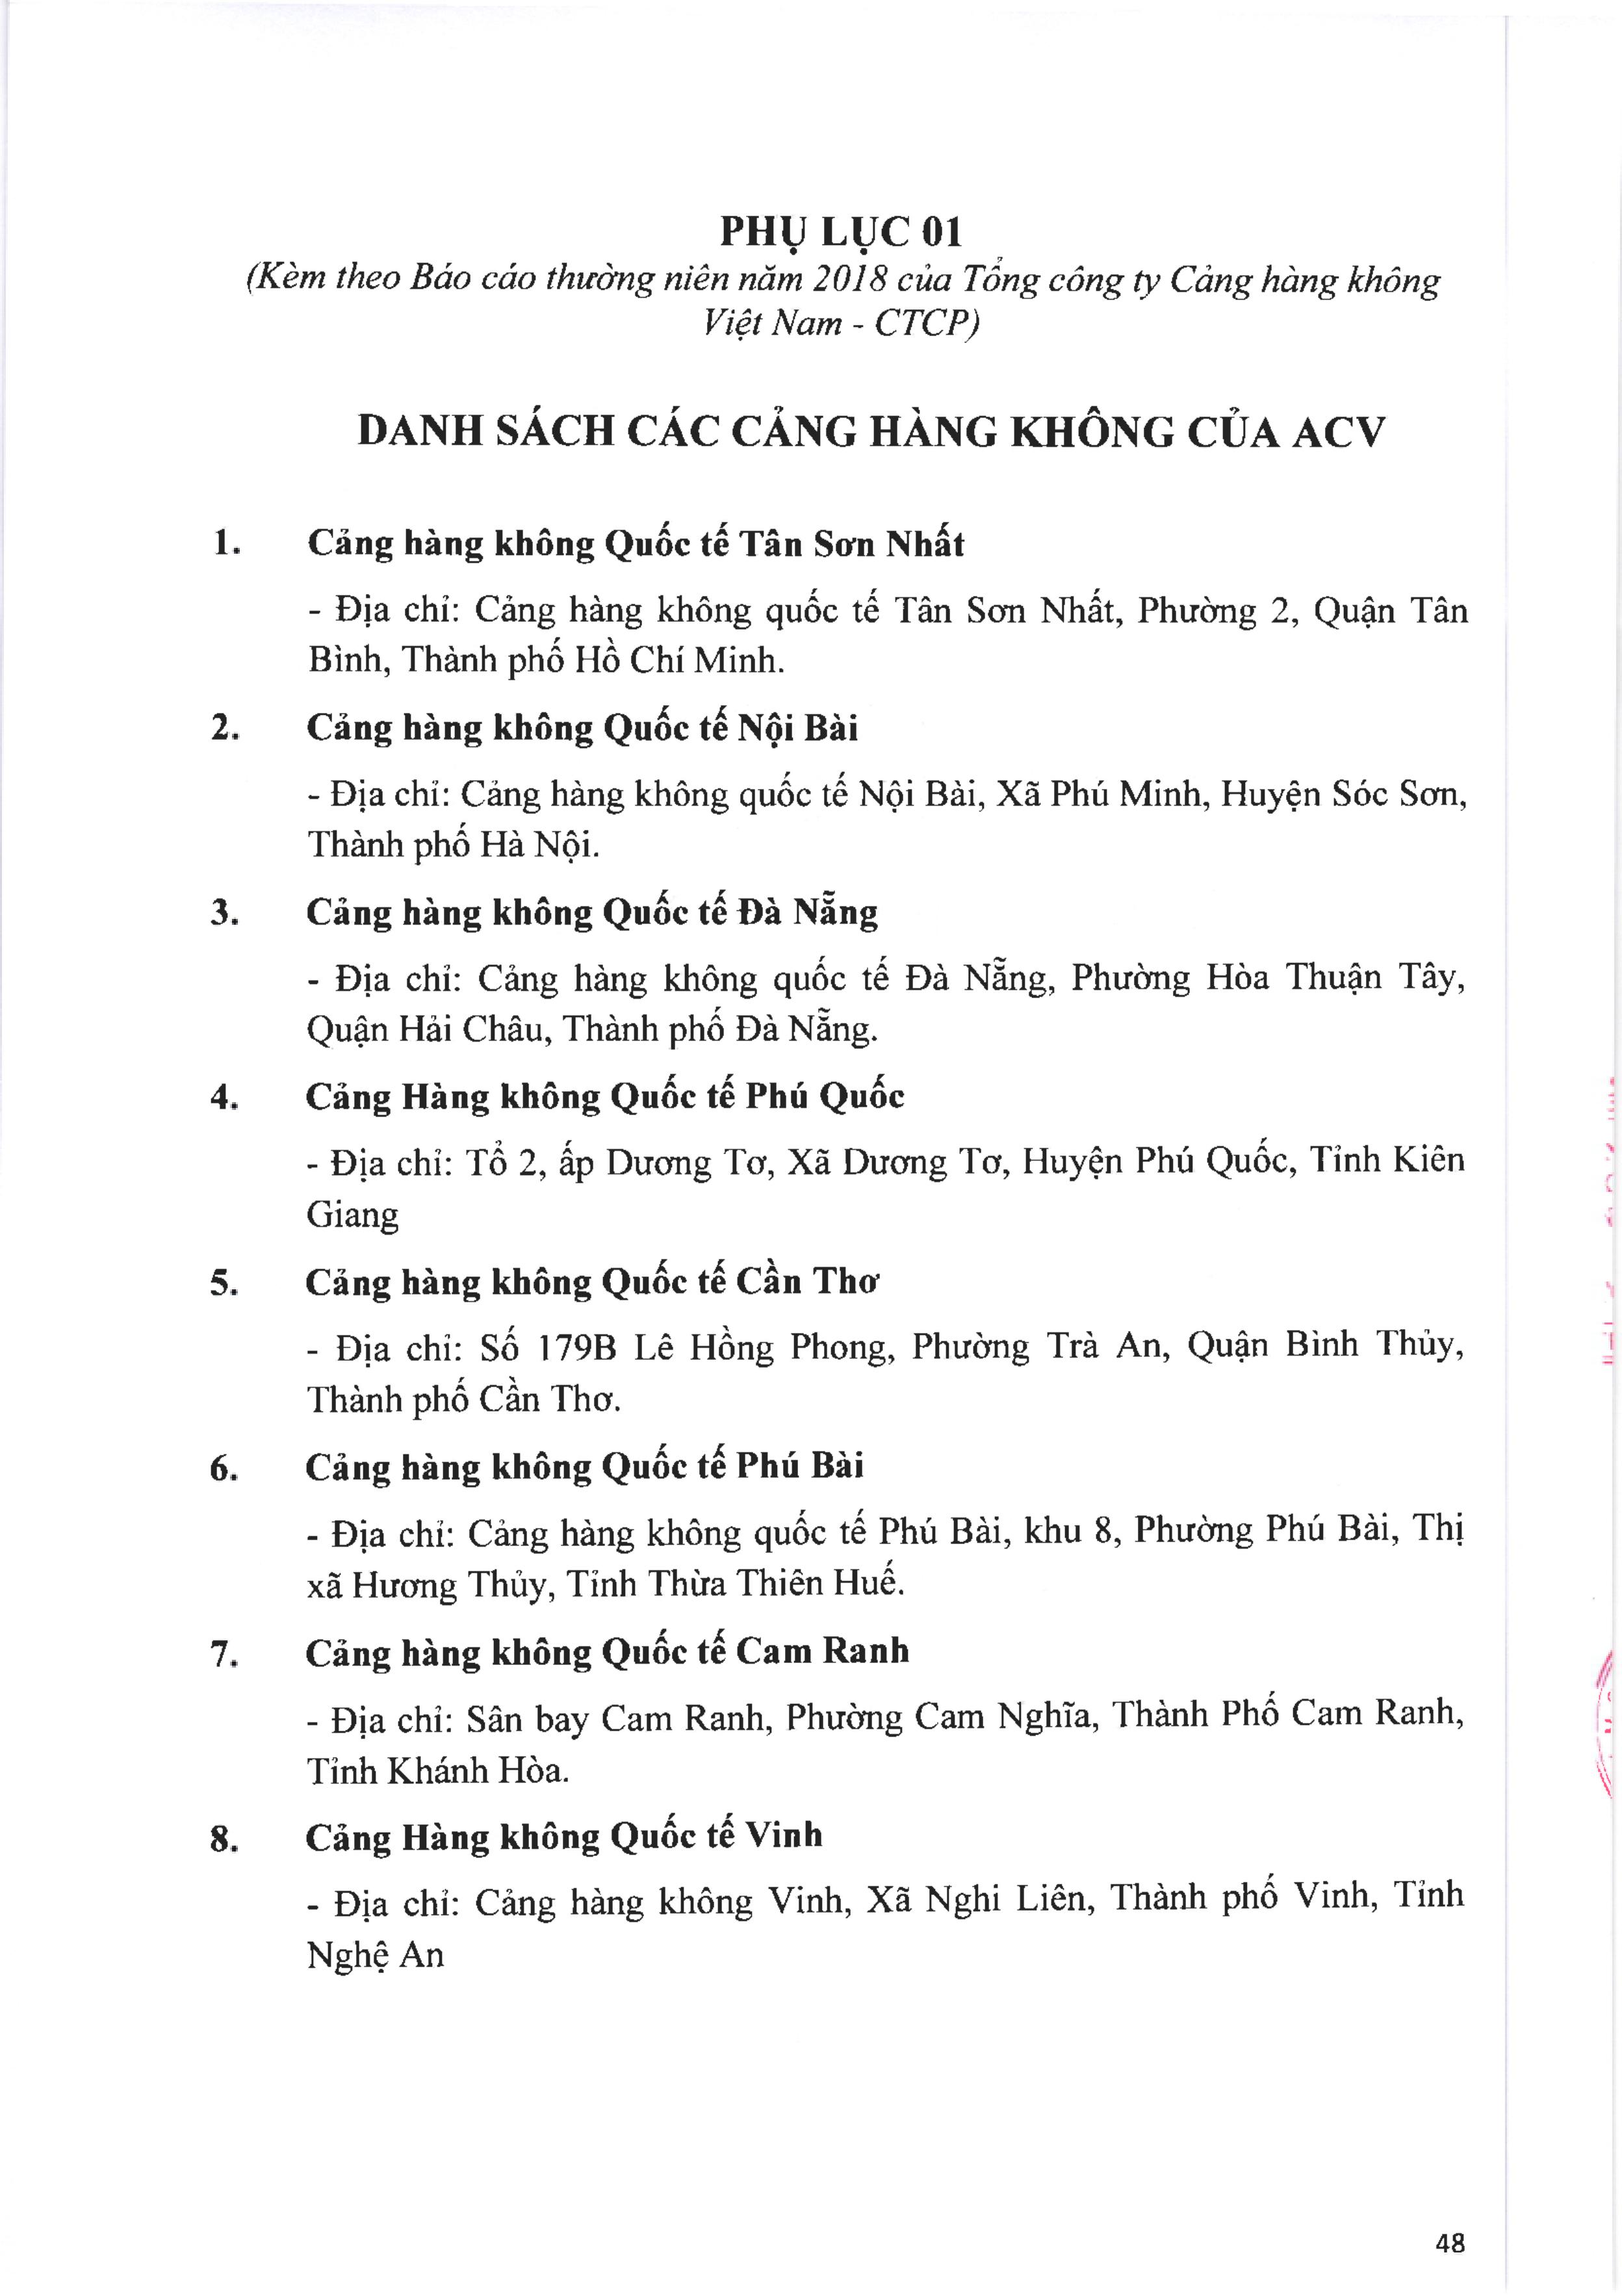 PHỤ LỤC 01
(Kèm theo Báo cáo thường niên năm 2018 của Tổng công ty Cảng hàng không
Việt Nam - CTCP)
DANH SÁCH CÁC CẢNG HÀNG KHÔNG CỦA ACV
1. Cảng hàng không Quốc tế Tân Sơn Nhất
- Địa chỉ: Cảng hàng không quốc tế Tân Sơn Nhất, Phường 2, Quận Tân
Bình, Thành phố Hồ Chí Minh.
2. Cảng hàng không Quốc tế Nội Bài
- Địa chỉ: Cảng hàng không quốc tế Nội Bài, Xã Phú Minh, Huyện Sóc Sơn,
Thành phố Hà Nội.
3. Cảng hàng không Quốc tế Đà Nẵng
- Địa chỉ: Cảng hàng không quốc tế Đà Nẵng, Phường Hòa Thuận Tây,
Quận Hải Châu, Thành phố Đà Nẵng.
4. Cảng Hàng không Quốc tế Phú Quốc
- Địa chỉ: Tổ 2, ấp Dương Tơ, Xã Dương Tơ, Huyện Phú Quốc, Tỉnh Kiên
Giang
5. Cảng hàng không Quốc tế Cần Thơ
- Địa chỉ: Số 179B Lê Hồng Phong, Phường Trà An, Quận Bình Thủy,
Thành phố Cần Thơ.
6. Cảng hàng không Quốc tế Phú Bài
- Địa chỉ: Cảng hàng không quốc tế Phú Bài, khu 8, Phường Phú Bài, Thị
xã Hương Thủy, Tỉnh Thừa Thiên Huế.
7. Cảng hàng không Quốc tế Cam Ranh
- Địa chỉ: Sân bay Cam Ranh, Phường Cam Nghĩa, Thành Phố Cam Ranh,
Tỉnh Khánh Hòa.
8. Cảng Hàng không Quốc tế Vinh
- Địa chỉ: Cảng hàng không Vinh, Xã Nghi Liên, Thành phố Vinh, Tỉnh
Nghệ An
48